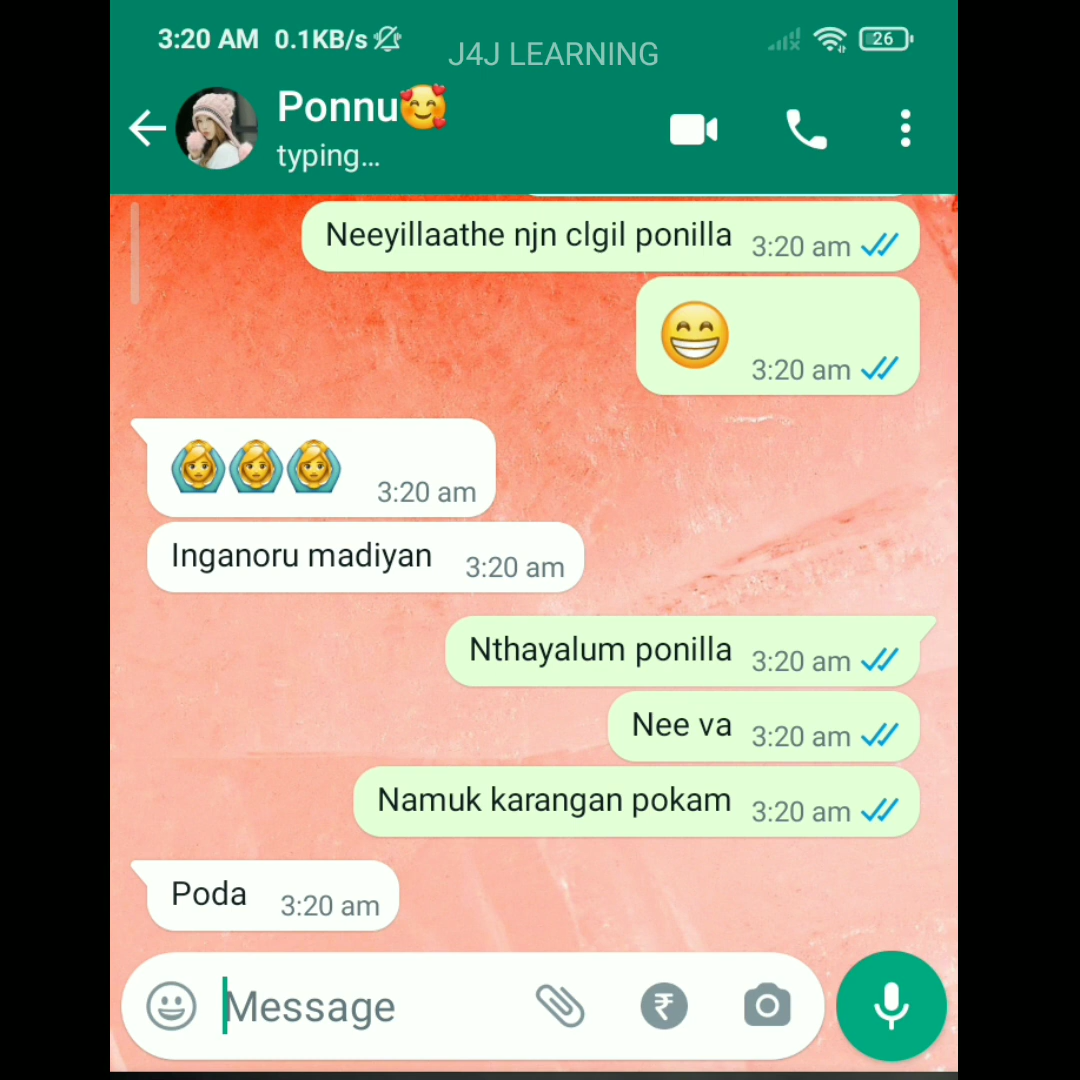 3:20 AM 0.1KB/s 26
J4J LEARNING
Ponnu🥰
typing...
Neeyillaathe njn clgil ponilla 3:20 am
😁 3:20 am
🙆‍♀️🙆‍♀️🙆‍♀️ 3:20 am
Inganoru madiyan 3:20 am
Nthayalum ponilla 3:20 am
Nee va 3:20 am
Namuk karangan pokam 3:20 am
Poda 3:20 am
Message ₹